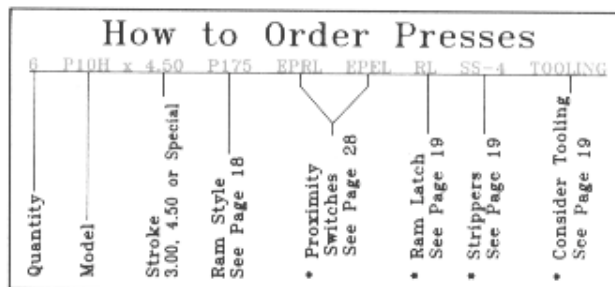 How to Order Presses
6 P10H x 4.50 P175 EPRL EPEL RL SS-4 TOOLING
Quantity
Model
Stroke
3.00, 4.50 or Special
Ram Style
See Page 18
* Proximity
Switches
See Page 28
* Ram Latch
See Page 19
* Strippers
See Page 19
* Consider Tooling
See Page 19